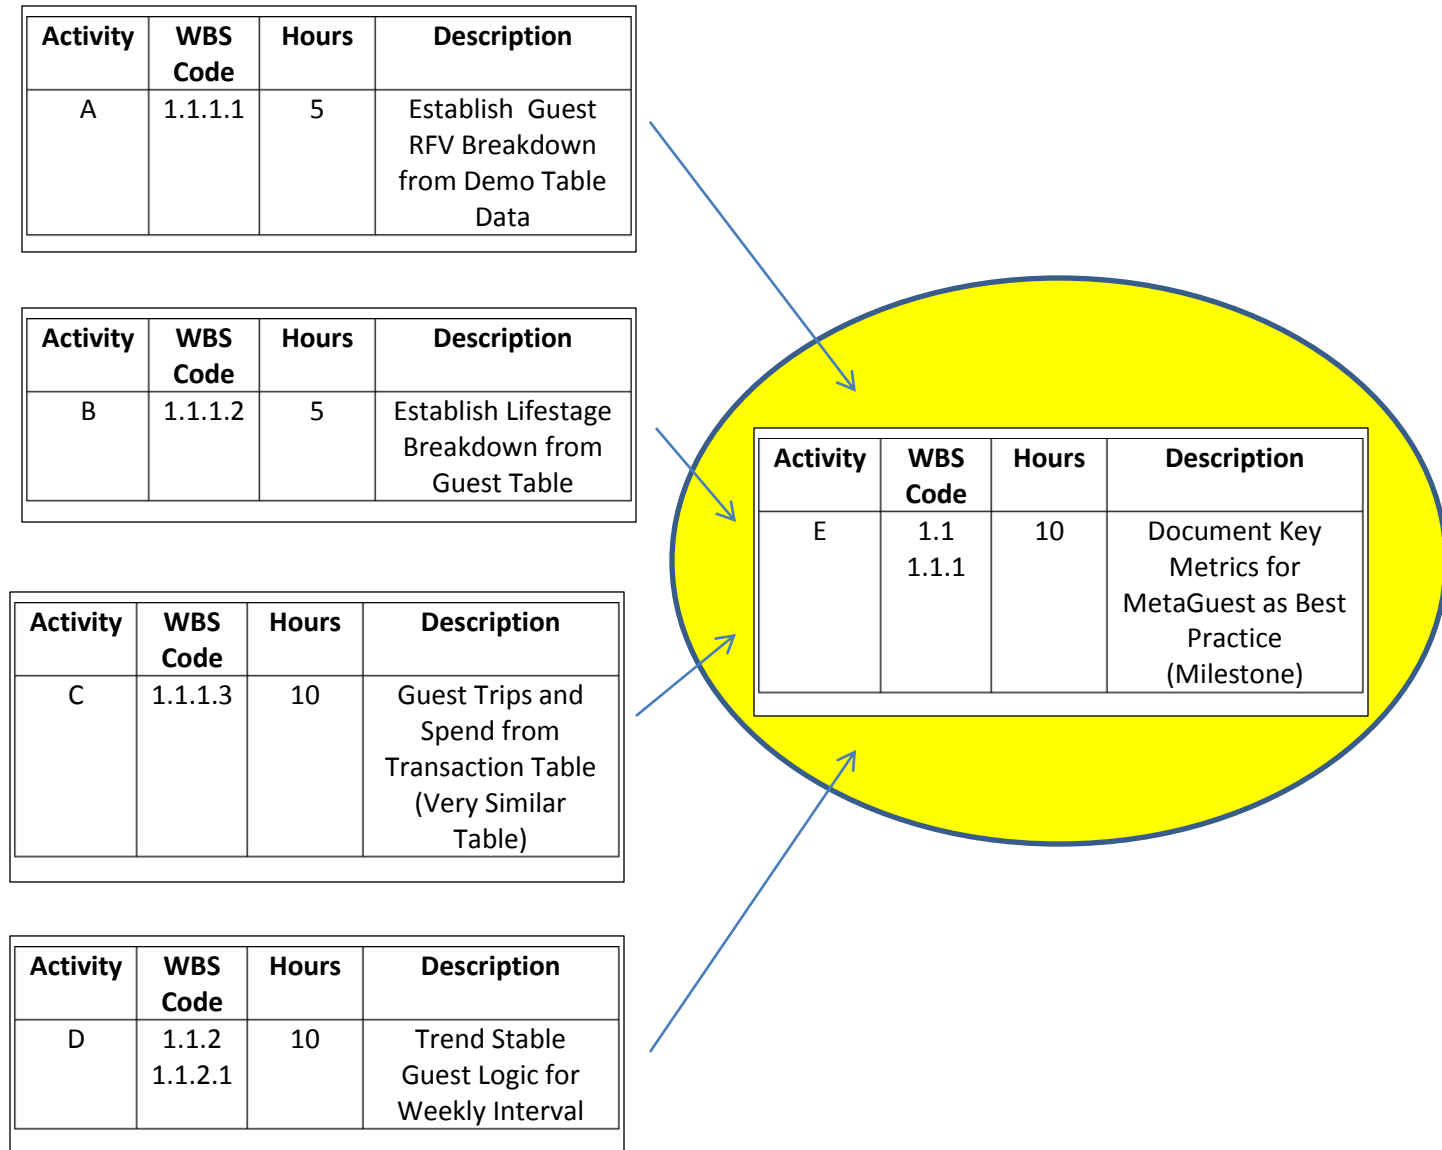 Activity WBS Code Hours Description
A 1.1.1.1 5 Establish Guest
RFV Breakdown
from Demo Table
Data
Activity WBS Code Hours Description
B 1.1.1.2 5 Establish Lifestage
Breakdown from
Guest Table
Activity WBS Code Hours Description
C 1.1.1.3 10 Guest Trips and
Spend from
Transaction Table
(Very Similar
Table)
Activity WBS Code Hours Description
D 1.1.2 10 Trend Stable
1.1.2.1 Guest Logic for
Weekly Interval
Activity WBS Code Hours Description
E 1.1 10 Document Key
1.1.1 Metrics for
MetaGuest as Best
Practice
(Milestone)